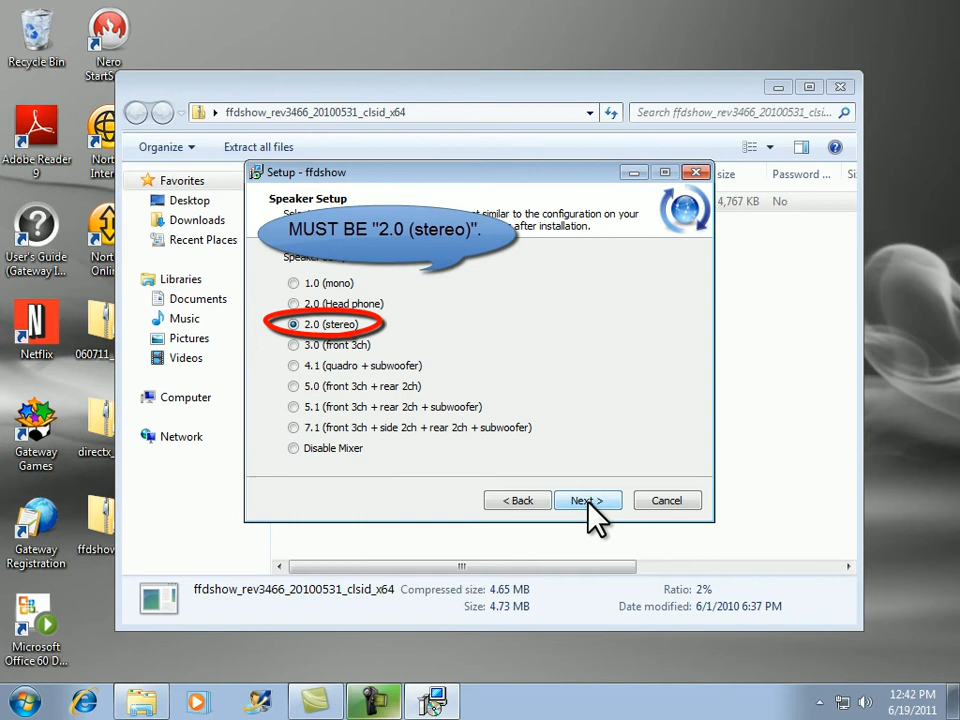 Recycle Bin
Nero
StartS...
Adobe Reader
9
Nort
Inter
User's Guide
(Gateway I...
Nort
Onli
Netflix
060711_
Gateway
Games
directx_
Gateway
Registration
ffdshow
Microsoft
Office 60 D...
ffdshow_rev3466_20100531_clsid_x64
Search ffdshow_rev3466_20100531_clsi...
Organize
Extract all files
Favorites
Desktop
Downloads
Recent Places
Libraries
Documents
Music
Pictures
Videos
Computer
Network
size
Password ...
Si
4,767 KB
No
Setup - ffdshow
Speaker Setup
st similar to the configuration on your
after installation.
MUST BE "2.0 (stereo)".
1.0 (mono)
2.0 (Head phone)
2.0 (stereo)
3.0 (front 3ch)
4.1 (quadro + subwoofer)
5.0 (front 3ch + rear 2ch)
5.1 (front 3ch + rear 2ch + subwoofer)
7.1 (front 3ch + side 2ch + rear 2ch + subwoofer)
Disable Mixer
< Back
Next >
Cancel
ffdshow_rev3466_20100531_clsid_x64
Compressed size: 4.65 MB
Ratio: 2%
Size: 4.73 MB
Date modified: 6/1/2010 6:37 PM
12:42 PM
6/19/2011